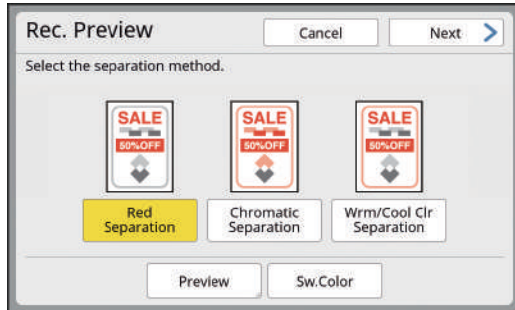 Rec. Preview
Cancel
Next
Select the separation method.
SALE
50%OFF
SALE
50%OFF
SALE
50%OFF
Red
Separation
Chromatic
Separation
Wrm/Cool Clr
Separation
Preview
Sw.Color